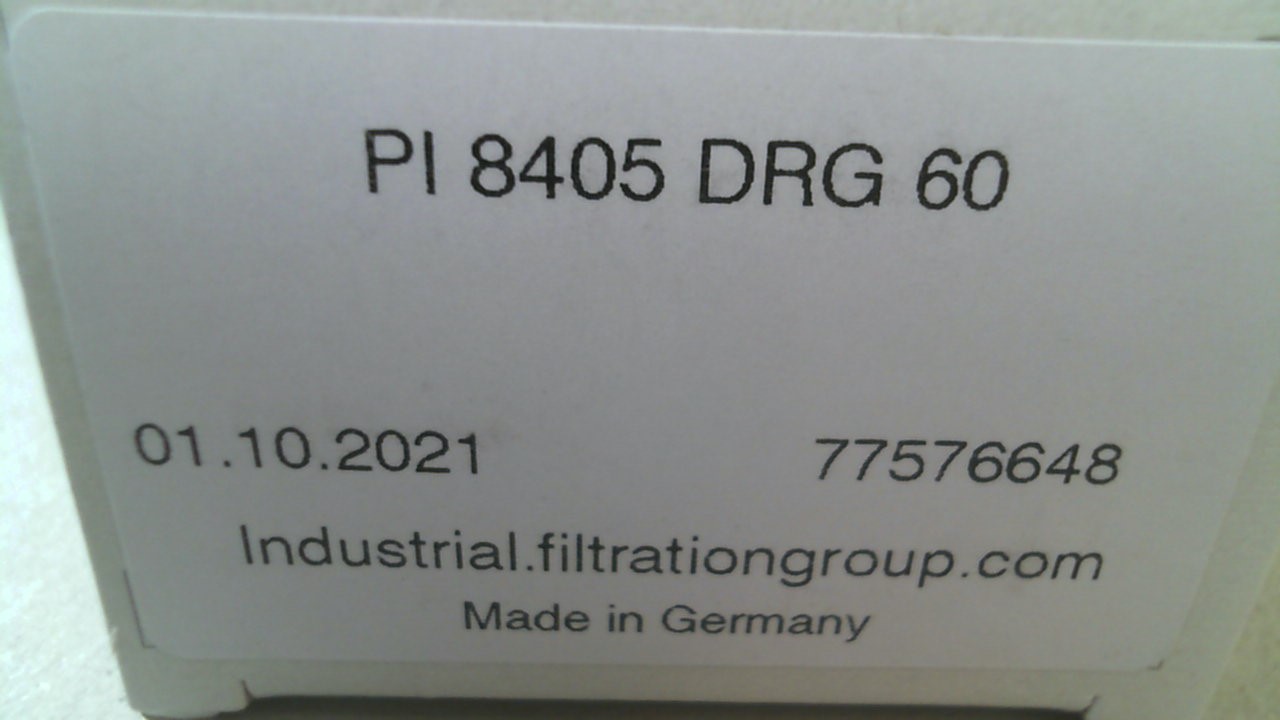 PI 8405 DRG 60
01.10.2021 77576648
Industrial.filtrationgroup.com
Made in Germany